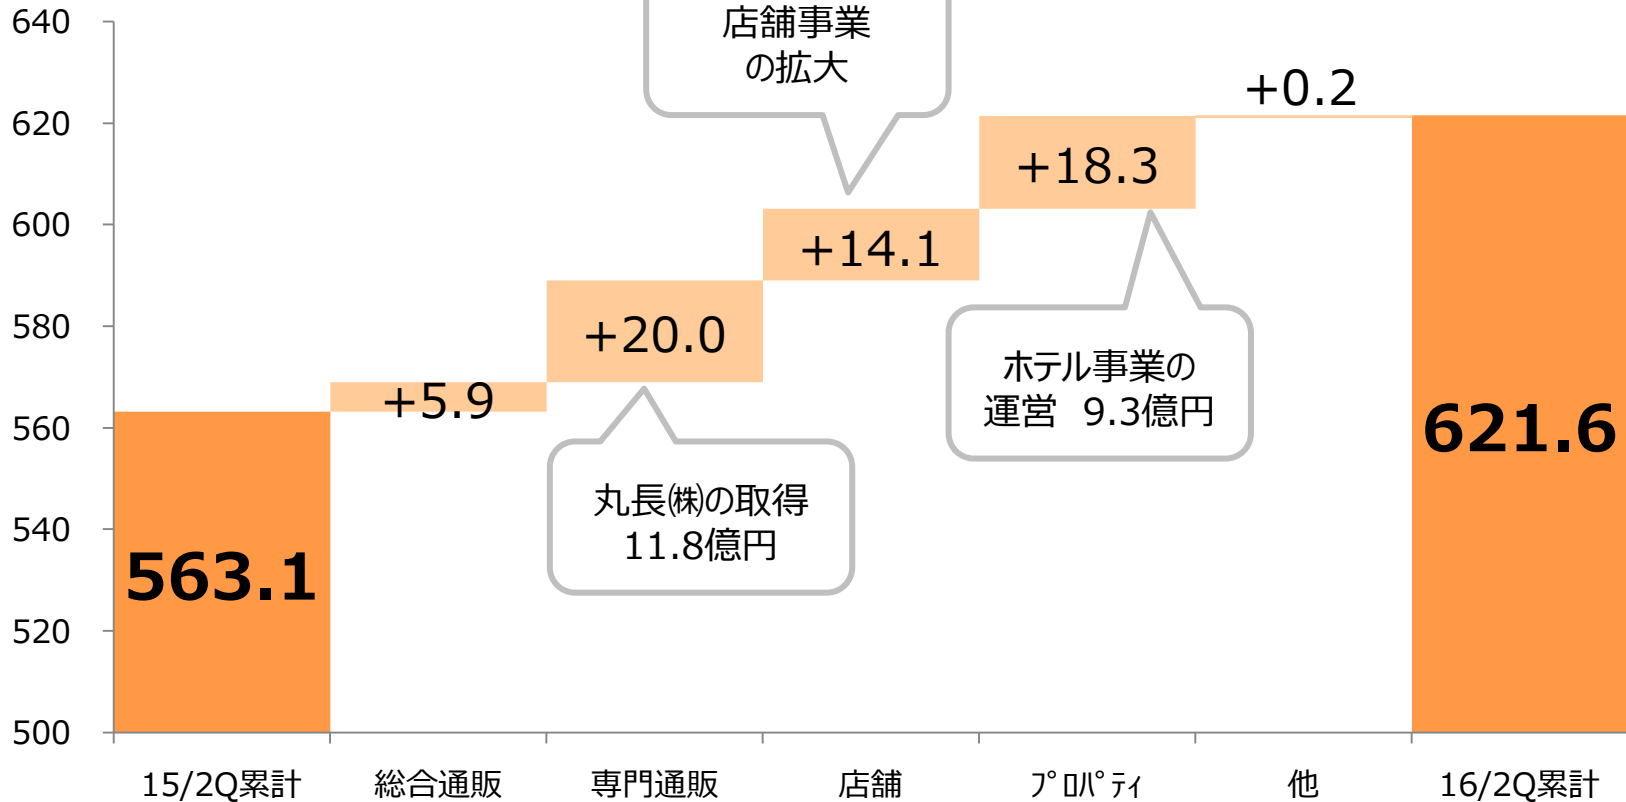 640
620
600
580
560
540
520
500
店舗事業
の拡大
+0.2
+18.3
+14.1
+20.0
+5.9
ホテル事業の
運営 9.3億円
丸長㈱の取得
11.8億円
563.1
621.6
15/2Q累計
総合通販
専門通販
店舗
ﾌﾟﾛﾊﾟﾃｨ
他
16/2Q累計